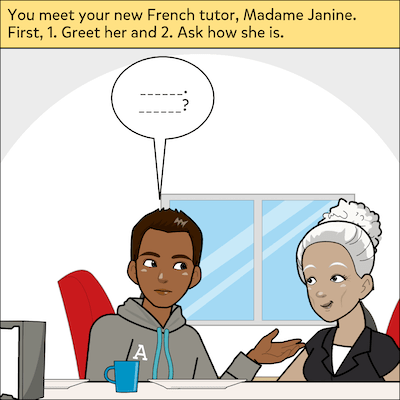 You meet your new French tutor, Madame Janine.
First, 1. Greet her and 2. Ask how she is.
______.
______?
A